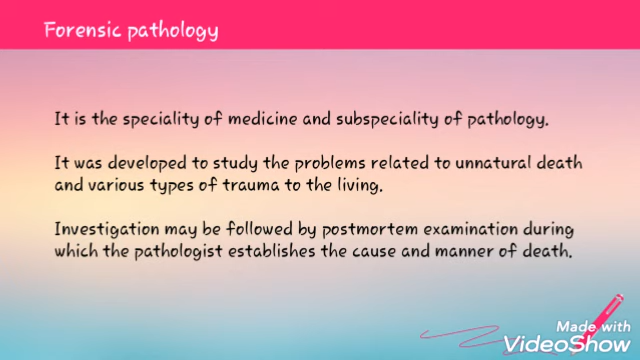 Forensic pathology
It is the speciality of medicine and subspeciality of pathology.
It was developed to study the problems related to unnatural death
and various types of trauma to the living.
Investigation may be followed by postmortem examination during
which the pathologist establishes the cause and manner of death.
Made with
VideoShow